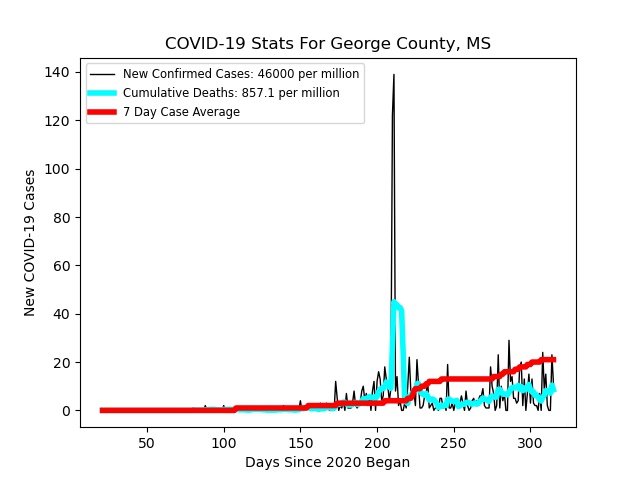 COVID-19 Stats For George County, MS
New Confirmed Cases: 46000 per million
Cumulative Deaths: 857.1 per million
7 Day Case Average
140
120
100
80
60
40
20
0
New COVID-19 Cases
50 100 150 200 250 300
Days Since 2020 Began